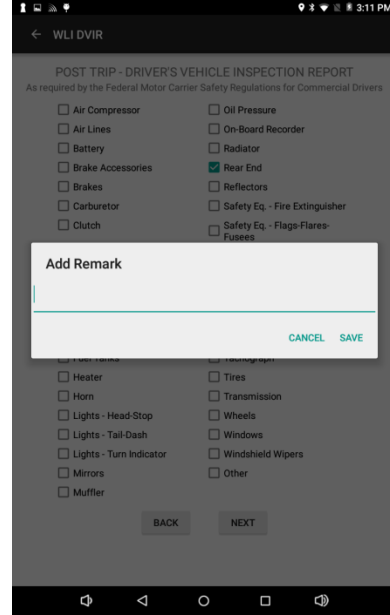 3:11 PM
WLI DVIR
POST TRIP - DRIVER'S VEHICLE INSPECTION REPORT
As required by the Federal Motor Carrier Safety Regulations for Commercial Drivers
Air Compressor
Air Lines
Battery
Brake Accessories
Brakes
Carburetor
Clutch
Oil Pressure
On-Board Recorder
Radiator
Rear End
Reflectors
Safety Eq. - Fire Extinguisher
Safety Eq. - Flags-Flares-
Fusees
Add Remark
CANCEL SAVE
Fuel Tanks
Heater
Horn
Lights - Head-Stop
Lights - Tail-Dash
Lights - Turn Indicator
Mirrors
Muffler
Tachograph
Tires
Transmission
Wheels
Windows
Windshield Wipers
Other
BACK NEXT